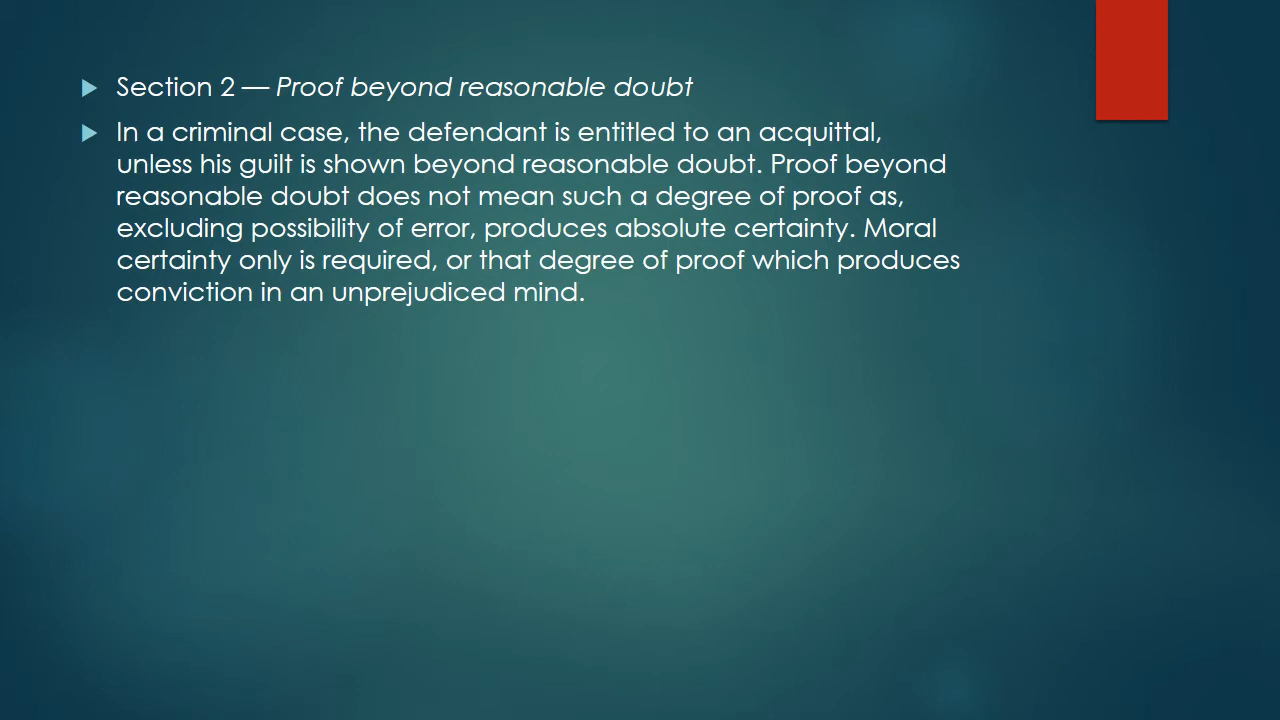 Section 2 — Proof beyond reasonable doubt
In a criminal case, the defendant is entitled to an acquittal,
unless his guilt is shown beyond reasonable doubt. Proof beyond
reasonable doubt does not mean such a degree of proof as,
excluding possibility of error, produces absolute certainty. Moral
certainty only is required, or that degree of proof which produces
conviction in an unprejudiced mind.